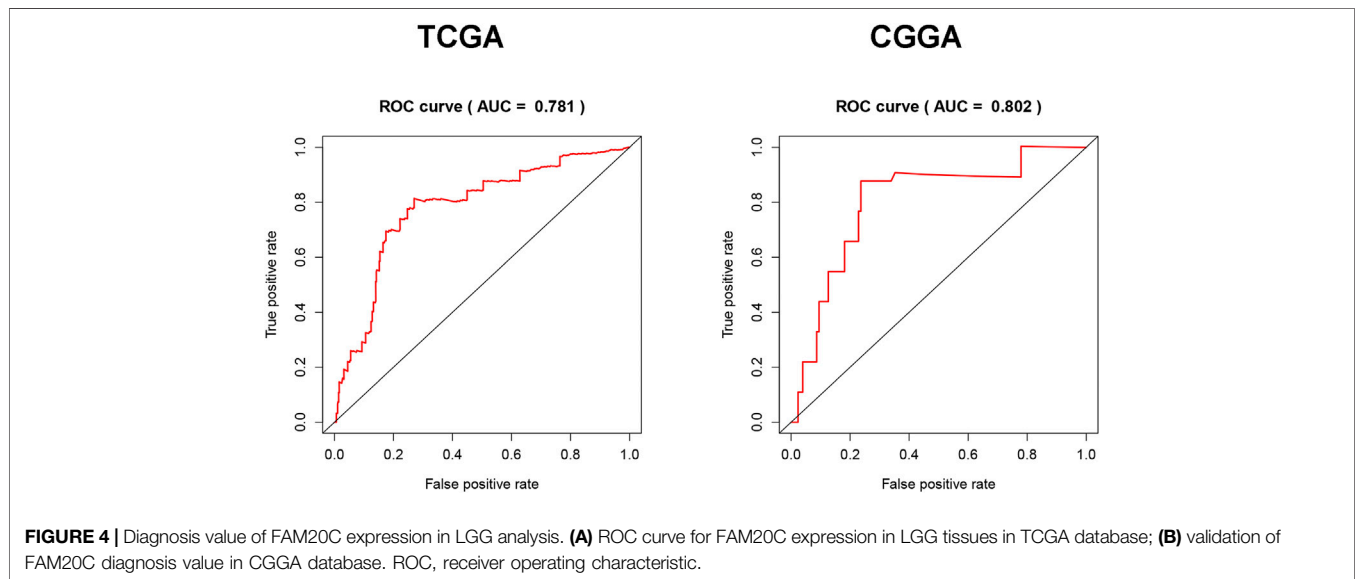 TCGA
CGGA
ROC curve ( AUC =  0.781 )
ROC curve ( AUC =  0.802 )
True positive rate
1.0
0.8
0.6
0.4
0.2
0.0
0.0 0.2 0.4 0.6 0.8 1.0
False positive rate
True positive rate
1.0
0.8
0.6
0.4
0.2
0.0
0.0 0.2 0.4 0.6 0.8 1.0
False positive rate
FIGURE 4 | Diagnosis value of FAM20C expression in LGG analysis. (A) ROC curve for FAM20C expression in LGG tissues in TCGA database; (B) validation of
FAM20C diagnosis value in CGGA database. ROC, receiver operating characteristic.